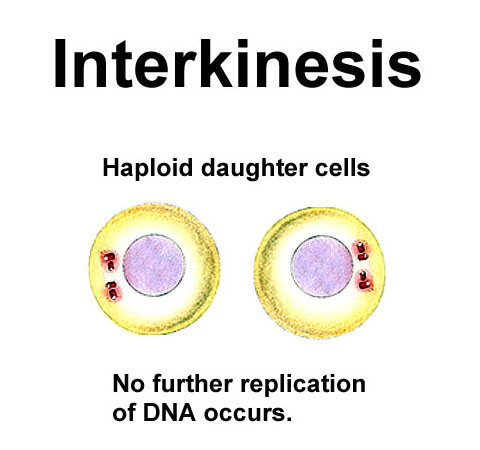 Interkinesis
Haploid daughter cells
No further replication
of DNA occurs.